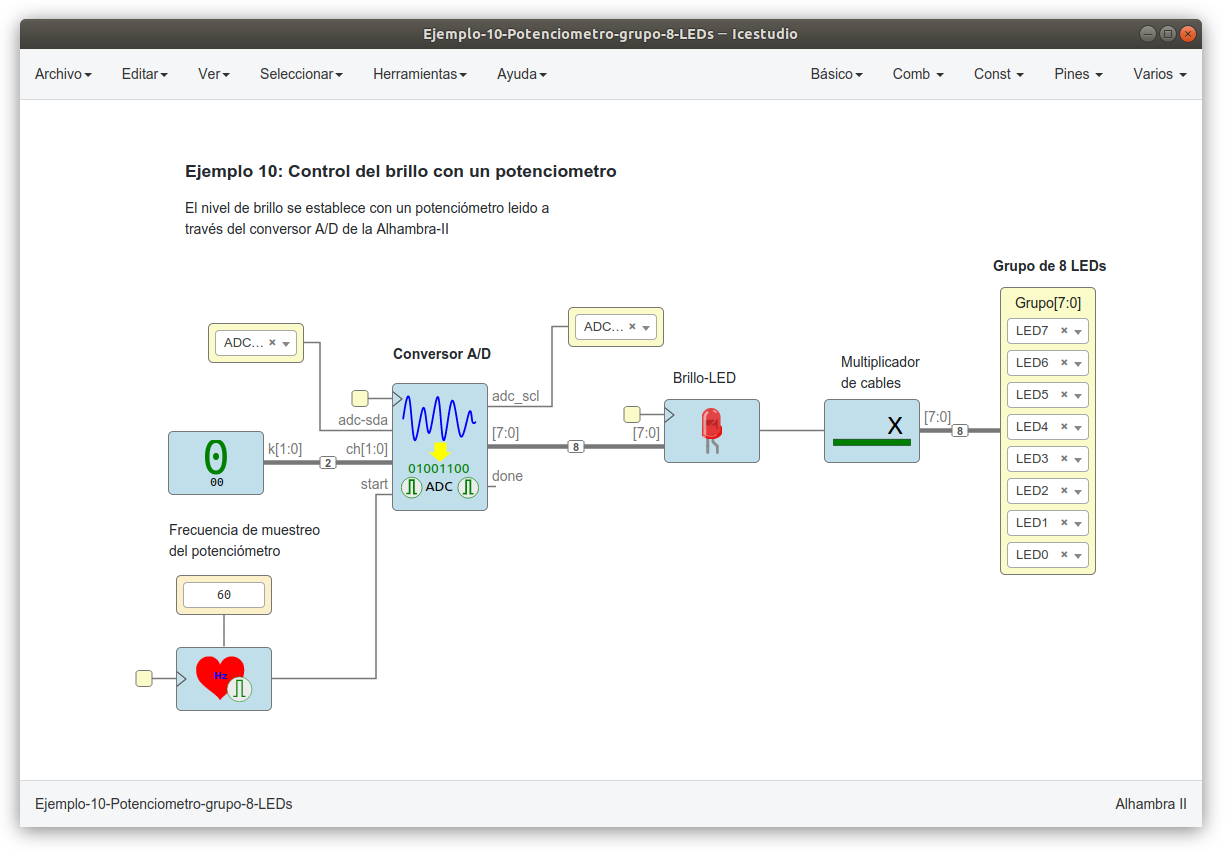 Ejemplo-10-Potenciometro-grupo-8-LEDs — Icestudio
Archivo Editar Ver Seleccionar Herramientas Ayuda Básico Comb Const Pines Varios
Ejemplo 10: Control del brillo con un potenciometro
El nivel de brillo se establece con un potenciómetro leido a
través del conversor A/D de la Alhambra-II
Grupo de 8 LEDs
Grupo[7:0]
LED7 ×
LED6 ×
LED5 ×
LED4 ×
LED3 ×
LED2 ×
LED1 ×
LED0 ×
ADC... ×
ADC... ×
Conversor A/D
adc-sda
ch[1:0]
start
adc_scl
[7:0]
done
01001100
ADC
8
0
00
k[1:0]
2
Brillo-LED
[7:0]
Multiplicador
de cables
x
[7:0]
8
Frecuencia de muestreo
del potenciómetro
60
Hz
Ejemplo-10-Potenciometro-grupo-8-LEDs
Alhambra II